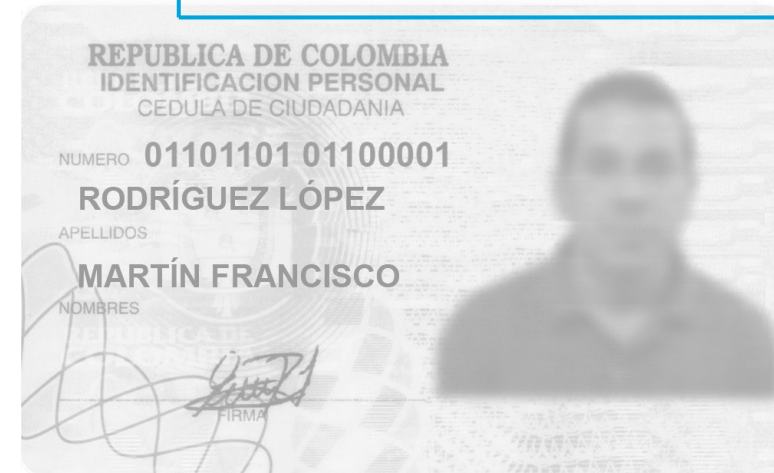 REPUBLICA DE COLOMBIA
IDENTIFICACION PERSONAL
CEDULA DE CIUDADANIA
NUMERO 01101101 01100001
RODRÍGUEZ LÓPEZ
APELLIDOS
MARTÍN FRANCISCO
NOMBRES
FIRMA